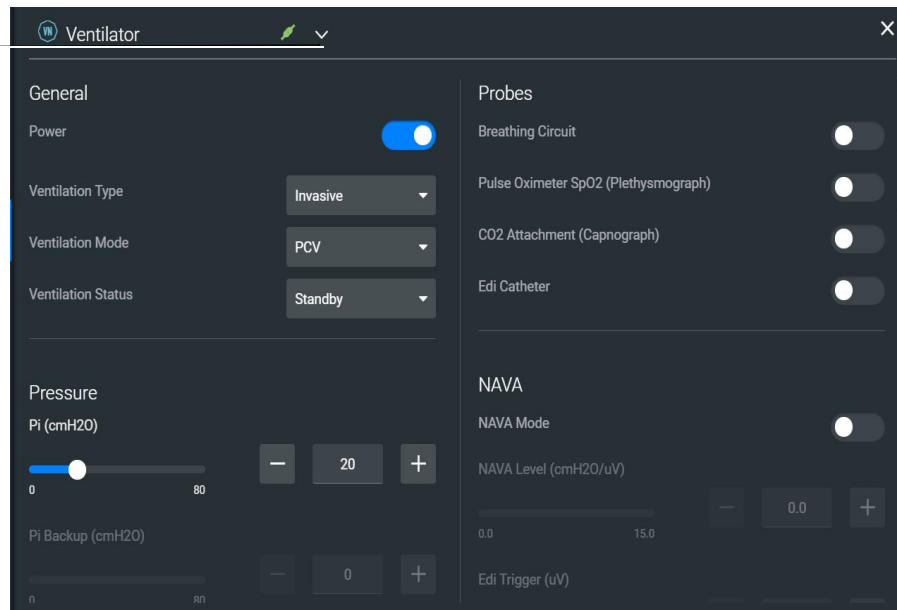 VN Ventilator
General
Power
Ventilation Type Invasive
Ventilation Mode PCV
Ventilation Status Standby
Pressure
Pi (cmH2O)
20
0 80
Pi Backup (cmH2O)
0
0 80
Probes
Breathing Circuit
Pulse Oximeter SpO2 (Plethysmograph)
CO2 Attachment (Capnograph)
Edi Catheter
NAVA
NAVA Mode
NAVA Level (cmH2O/uV)
0.0
0.0 15.0
Edi Trigger (uV)